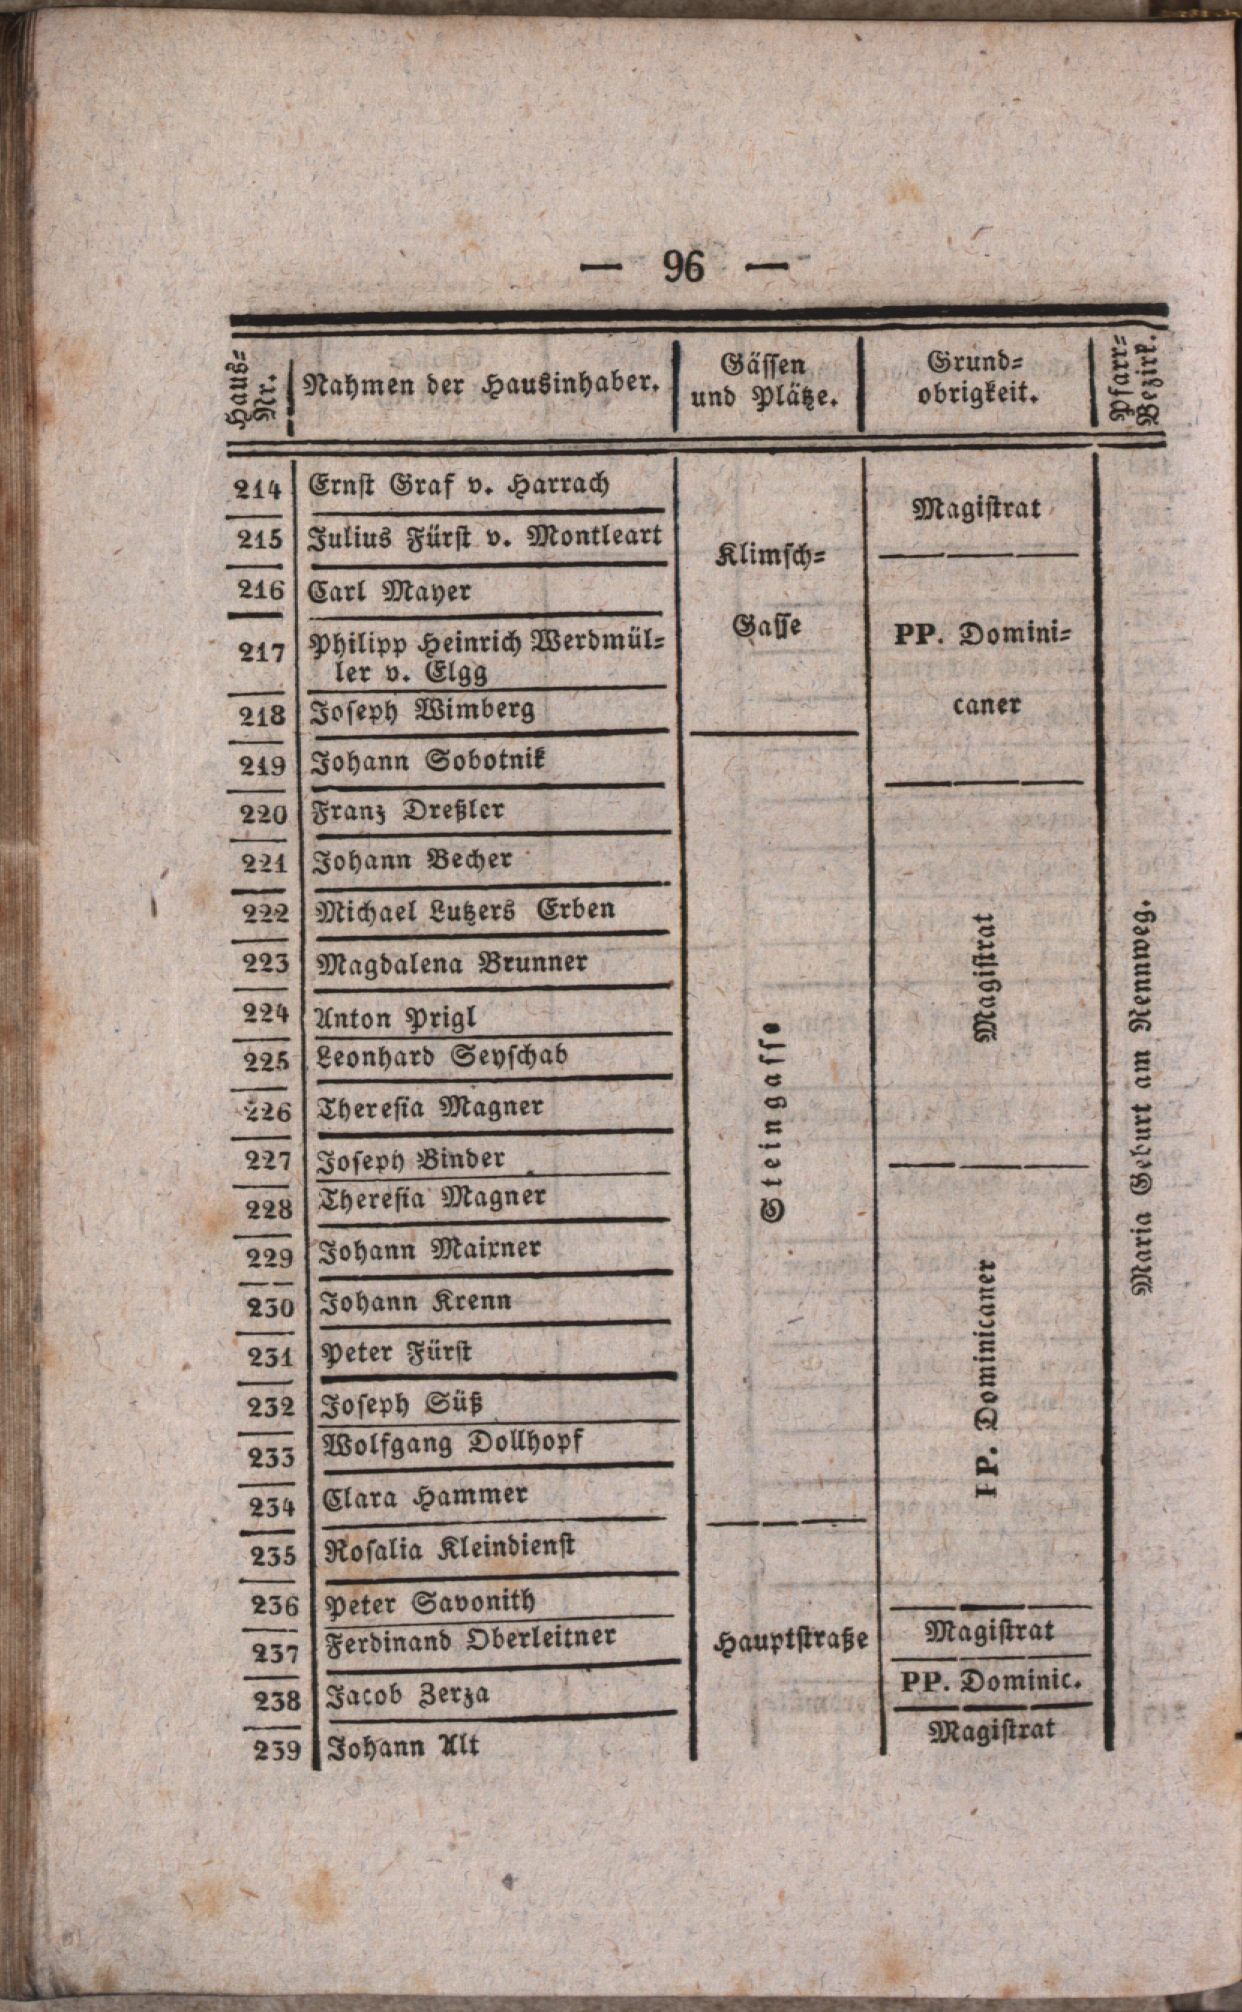 — 96 —
Haus-
Nr.
Nahmen der Hausinhaber.
Gässen
und Plätze.
Grund-
obrigkeit.
Pfarr-
Bezirk.
214 Ernst Graf v. Harrach
Magistrat
215 Julius Fürst v. Montleart
Klimsch-
216 Carl Mayer
217 Philipp Heinrich Werdmül-
ler v. Elgg
Gasse
PP. Domini-
218 Joseph Wimberg
caner
219 Johann Sobotnik
220 Franz Dreßler
221 Johann Becher
222 Michael Lutzers Erben
223 Magdalena Brunner
224 Anton Prigl
225 Leonhard Seyschab
226 Theresia Magner
227 Joseph Binder
228 Theresia Magner
229 Johann Mairner
230 Johann Krenn
231 Peter Fürst
232 Joseph Süß
233 Wolfgang Dollhopf
234 Clara Hammer
Steingasse
Magistrat
PP. Dominicaner
Maria Geburt am Rennweg.
235 Rosalia Kleindienst
236 Peter Savonith
237 Ferdinand Oberleitner
Hauptstraße
Magistrat
238 Jacob Zerza
PP. Dominic.
239 Johann Alt
Magistrat